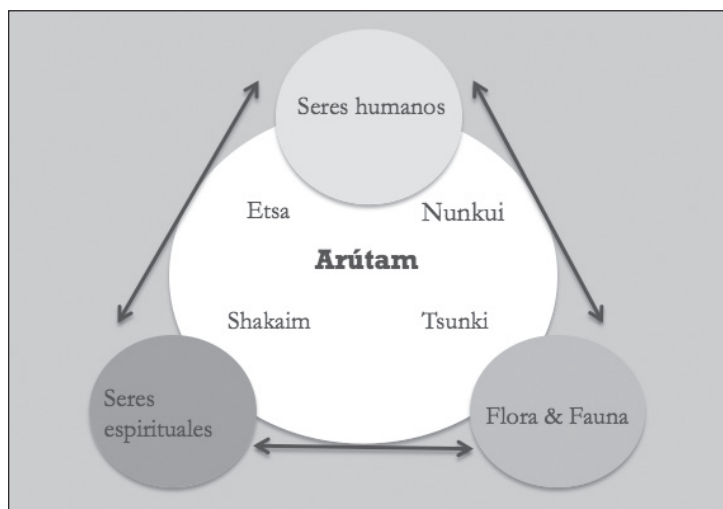 Seres humanos
Etsa
Nunkui
Arútam
Shakaim
Tsunki
Seres
espirituales
Flora & Fauna